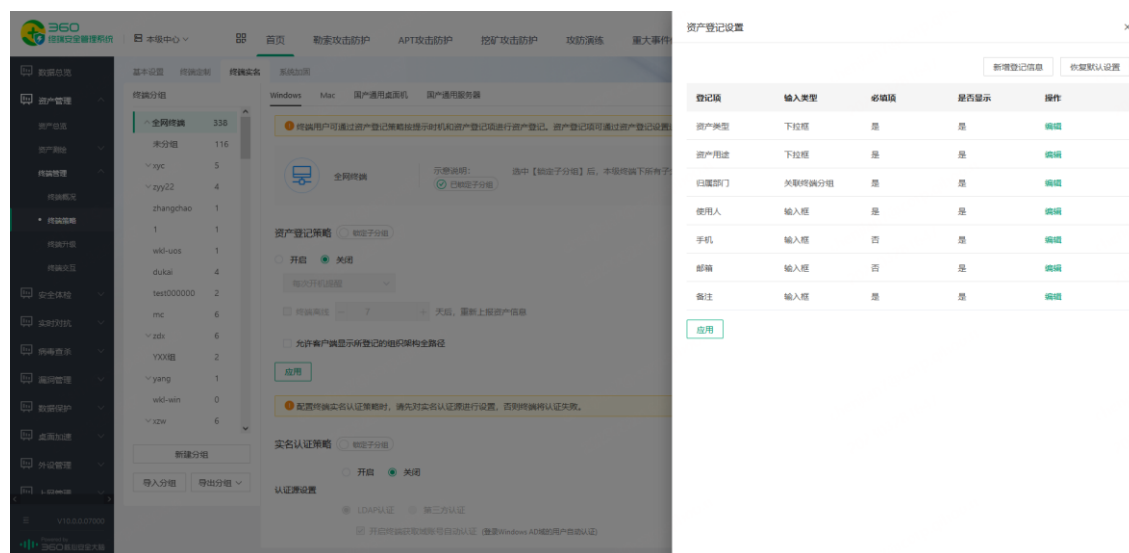 360
终端安全管理系统
本级中心
首页 勒索攻击防护 APT攻击防护 挖矿攻击防护 攻防演练 重大事件
数据总览
资产管理
资产总览
资产测绘
终端管理
终端概况
终端策略
终端升级
终端交互
安全体检
实时对抗
病毒查杀
漏洞管理
数据保护
桌面加速
外设管理
V10.0.0.07000
Powered by
基本设置 终端定制 终端实名 系统加固
终端分组
全网终端 338
未分组 116
xyc 5
zyy22 4
zhangchao 1
1 1
wkl-uos 1
dukai 4
test000000 2
mc 6
zdx 6
YXX组 2
yang 1
wkl-win 0
xzw 6
新建分组
导入分组 导出分组
Windows Mac 国产通用桌面机 国产通用服务器
终端用户可通过资产登记策略按提示时机和资产登记项进行资产登记。资产登记项可通过资产登记设置
全网终端
示意说明: 选中【锁定子分组】后，本级终端下所有子
已锁定子分组
资产登记策略 锁定子分组
开启 关闭
每次开机提醒
终端离线 − 7 + 天后，重新上报资产信息
允许客户端显示所登记的组织架构全路径
应用
配置终端实名认证策略时，请先对实名认证源进行设置，否则终端将认证失败。
实名认证策略 锁定子分组
开启 关闭
认证源设置
LDAP认证 第三方认证
开启终端获取域账号自动认证 (登录Windows AD域的用户自动认证)
资产登记设置
新增登记信息 恢复默认设置
登记项 输入类型 必填项 是否显示 操作
资产类型 下拉框 是 是 编辑
资产用途 下拉框 是 是 编辑
归属部门 关联终端分组 是 是 编辑
使用人 输入框 是 是 编辑
手机 输入框 否 是 编辑
邮箱 输入框 否 是 编辑
备注 输入框 是 是 编辑
应用